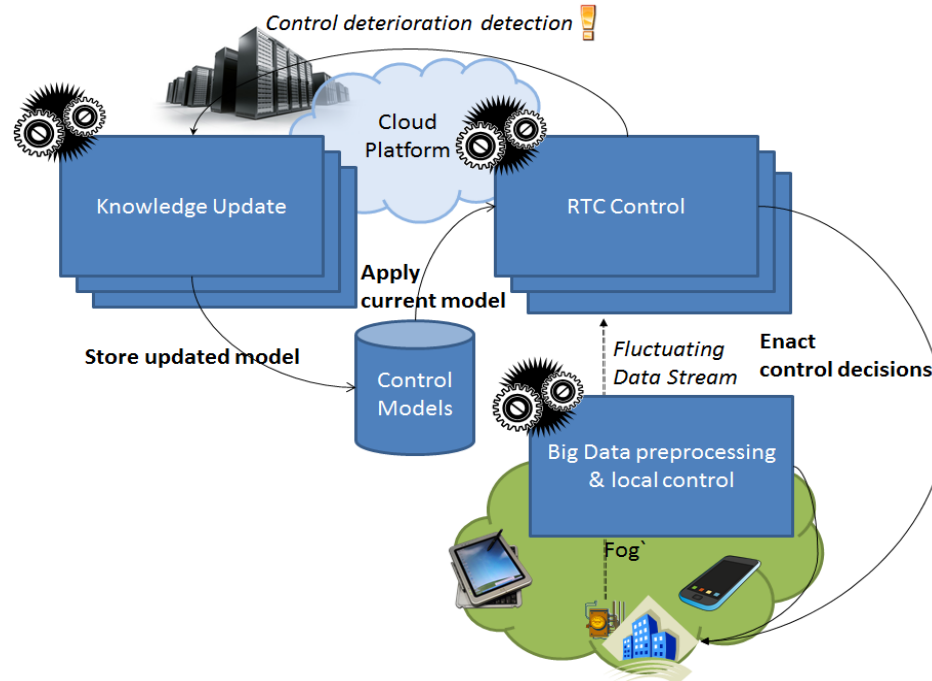 Control deterioration detection
Cloud
Platform
Knowledge Update
RTC Control
Apply
current model
Store updated model
Control
Models
Fluctuating
Data Stream
Enact
control decisions
Big Data preprocessing
& local control
Fog`